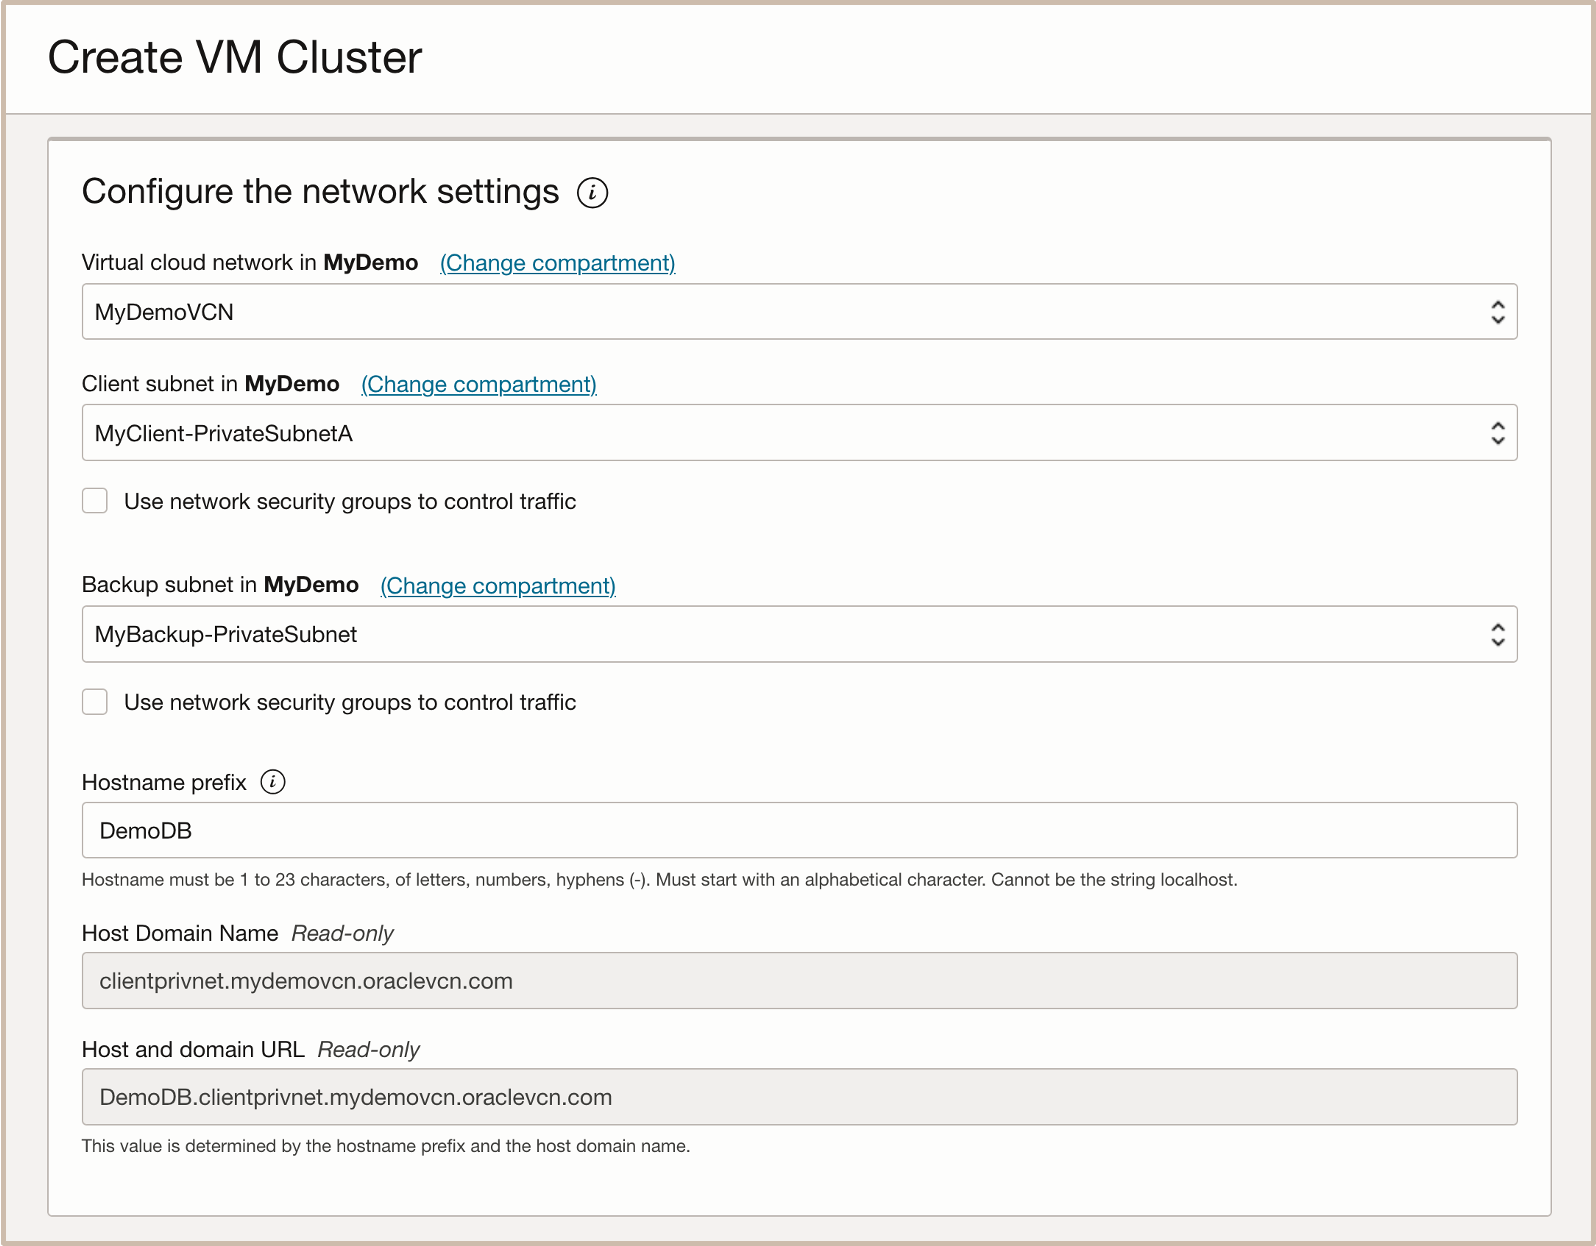 Create VM Cluster
Configure the network settings i
Virtual cloud network in MyDemo (Change compartment)
MyDemoVCN
Client subnet in MyDemo (Change compartment)
MyClient-PrivateSubnetA
Use network security groups to control traffic
Backup subnet in MyDemo (Change compartment)
MyBackup-PrivateSubnet
Use network security groups to control traffic
Hostname prefix i
DemoDB
Hostname must be 1 to 23 characters, of letters, numbers, hyphens (-). Must start with an alphabetical character. Cannot be the string localhost.
Host Domain Name Read-only
clientprivnet.mydemovcn.oraclevcn.com
Host and domain URL Read-only
DemoDB.clientprivnet.mydemovcn.oraclevcn.com
This value is determined by the hostname prefix and the host domain name.